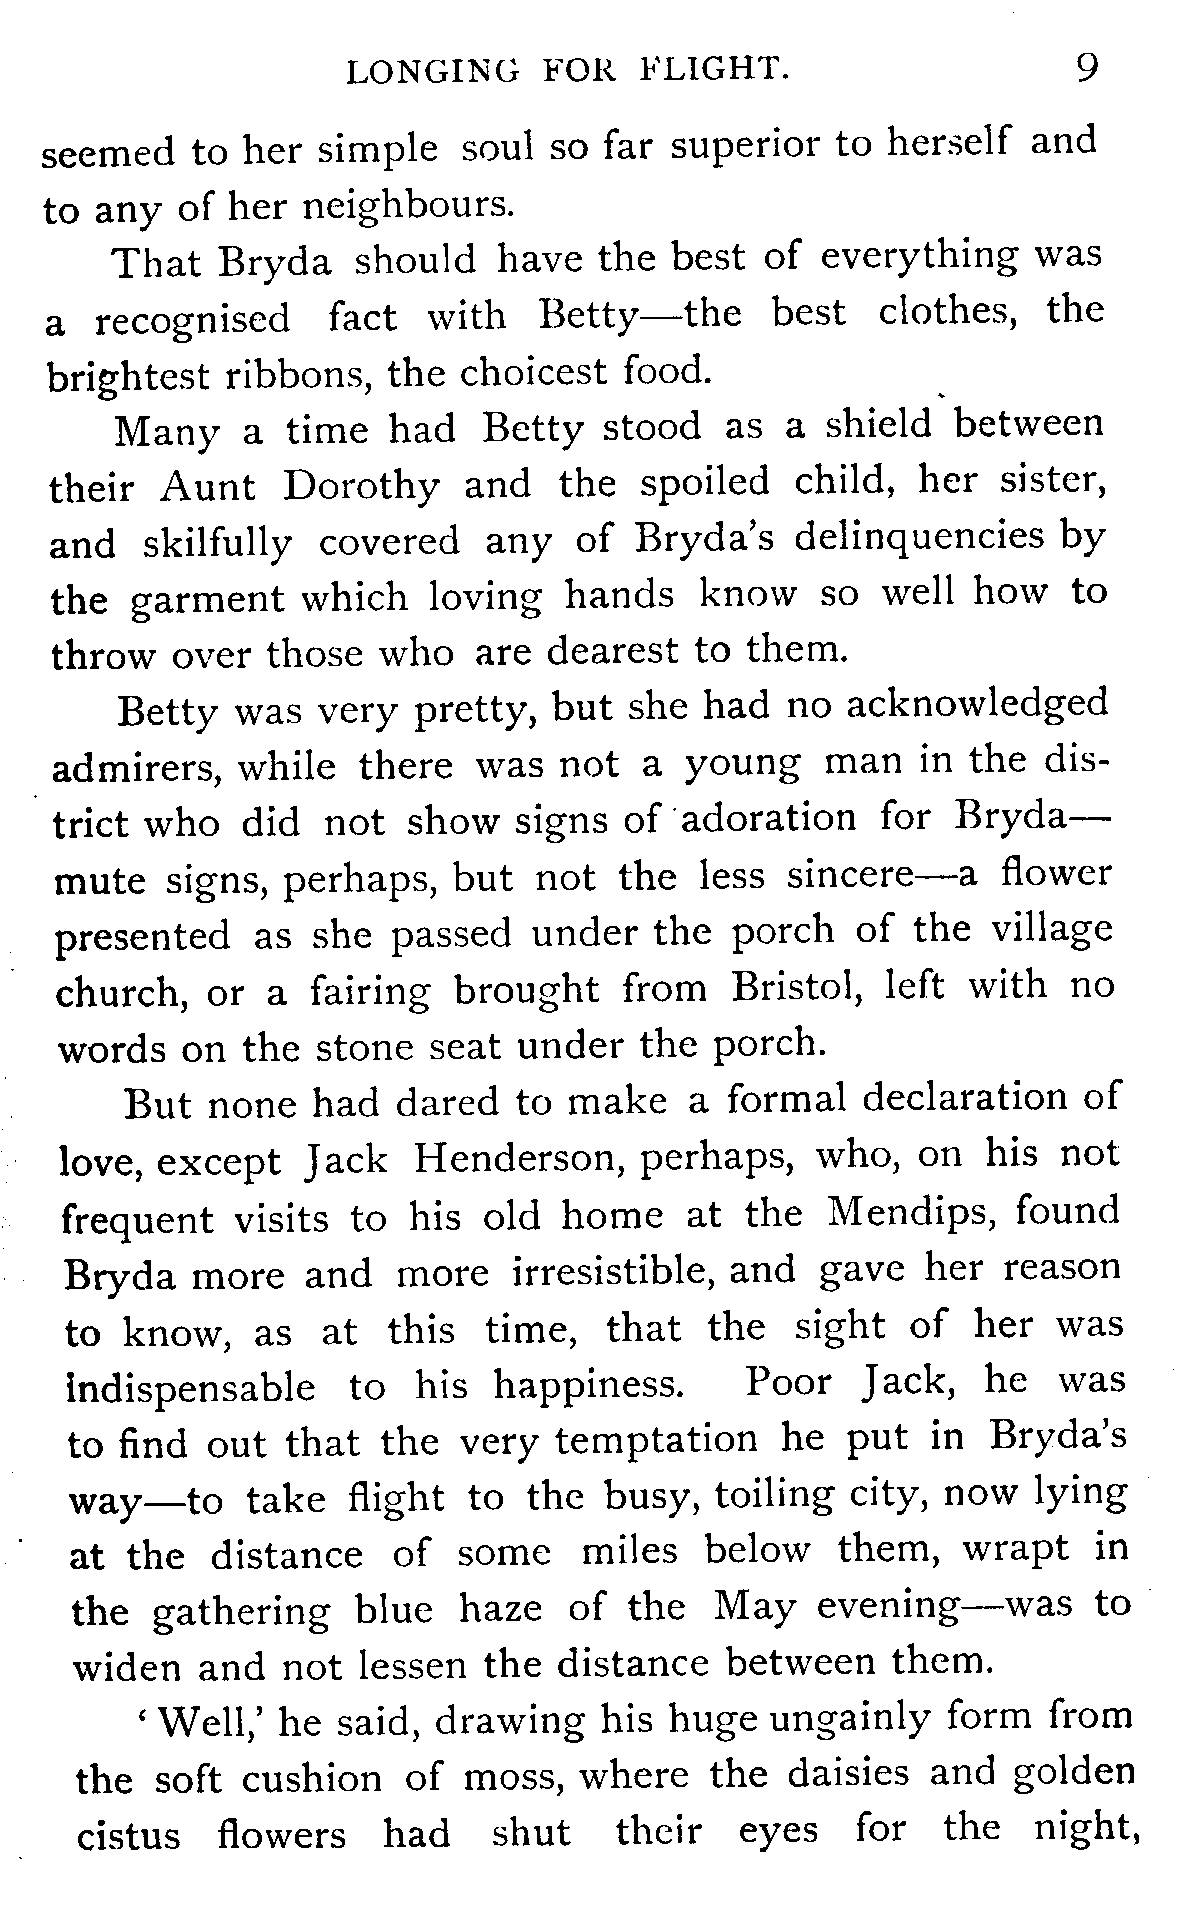 LONGING FOR FLIGHT. 9
seemed to her simple soul so far superior to herself and
to any of her neighbours.
That Bryda should have the best of everything was
a recognised fact with Betty—the best clothes, the
brightest ribbons, the choicest food.
Many a time had Betty stood as a shield between
their Aunt Dorothy and the spoiled child, her sister,
and skilfully covered any of Bryda's delinquencies by
the garment which loving hands know so well how to
throw over those who are dearest to them.
Betty was very pretty, but she had no acknowledged
admirers, while there was not a young man in the dis-
trict who did not show signs of adoration for Bryda—
mute signs, perhaps, but not the less sincere—a flower
presented as she passed under the porch of the village
church, or a fairing brought from Bristol, left with no
words on the stone seat under the porch.
But none had dared to make a formal declaration of
love, except Jack Henderson, perhaps, who, on his not
frequent visits to his old home at the Mendips, found
Bryda more and more irresistible, and gave her reason
to know, as at this time, that the sight of her was
indispensable to his happiness. Poor Jack, he was
to find out that the very temptation he put in Bryda's
way—to take flight to the busy, toiling city, now lying
at the distance of some miles below them, wrapt in
the gathering blue haze of the May evening—was to
widen and not lessen the distance between them.
'Well,' he said, drawing his huge ungainly form from
the soft cushion of moss, where the daisies and golden
cistus flowers had shut their eyes for the night,